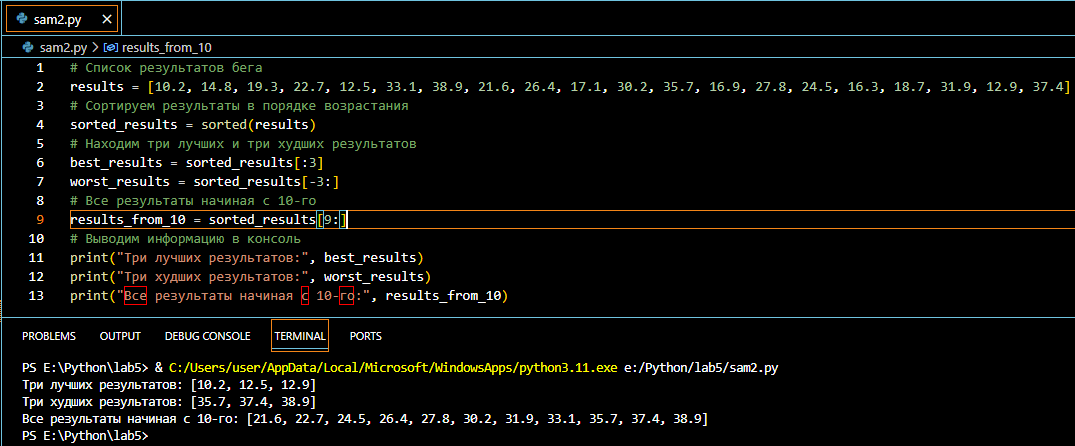 sam2.py
sam2.py > results_from_10
1 # Список результатов бега
2 results = [10.2, 14.8, 19.3, 22.7, 12.5, 33.1, 38.9, 21.6, 26.4, 17.1, 30.2, 35.7, 16.9, 27.8, 24.5, 16.3, 18.7, 31.9, 12.9, 37.4]
3 # Сортируем результаты в порядке возрастания
4 sorted_results = sorted(results)
5 # Находим три лучших и три худших результатов
6 best_results = sorted_results[:3]
7 worst_results = sorted_results[-3:]
8 # Все результаты начиная с 10-го
9 results_from_10 = sorted_results[9:]
10 # Выводим информацию в консоль
11 print("Три лучших результатов:", best_results)
12 print("Три худших результатов:", worst_results)
13 print("Все результаты начиная с 10-го:", results_from_10)
PROBLEMS OUTPUT DEBUG CONSOLE TERMINAL PORTS
PS E:\Python\lab5> & C:/Users/user/AppData/Local/Microsoft/WindowsApps/python3.11.exe e:/Python/lab5/sam2.py
Три лучших результатов: [10.2, 12.5, 12.9]
Три худших результатов: [35.7, 37.4, 38.9]
Все результаты начиная с 10-го: [21.6, 22.7, 24.5, 26.4, 27.8, 30.2, 31.9, 33.1, 35.7, 37.4, 38.9]
PS E:\Python\lab5>